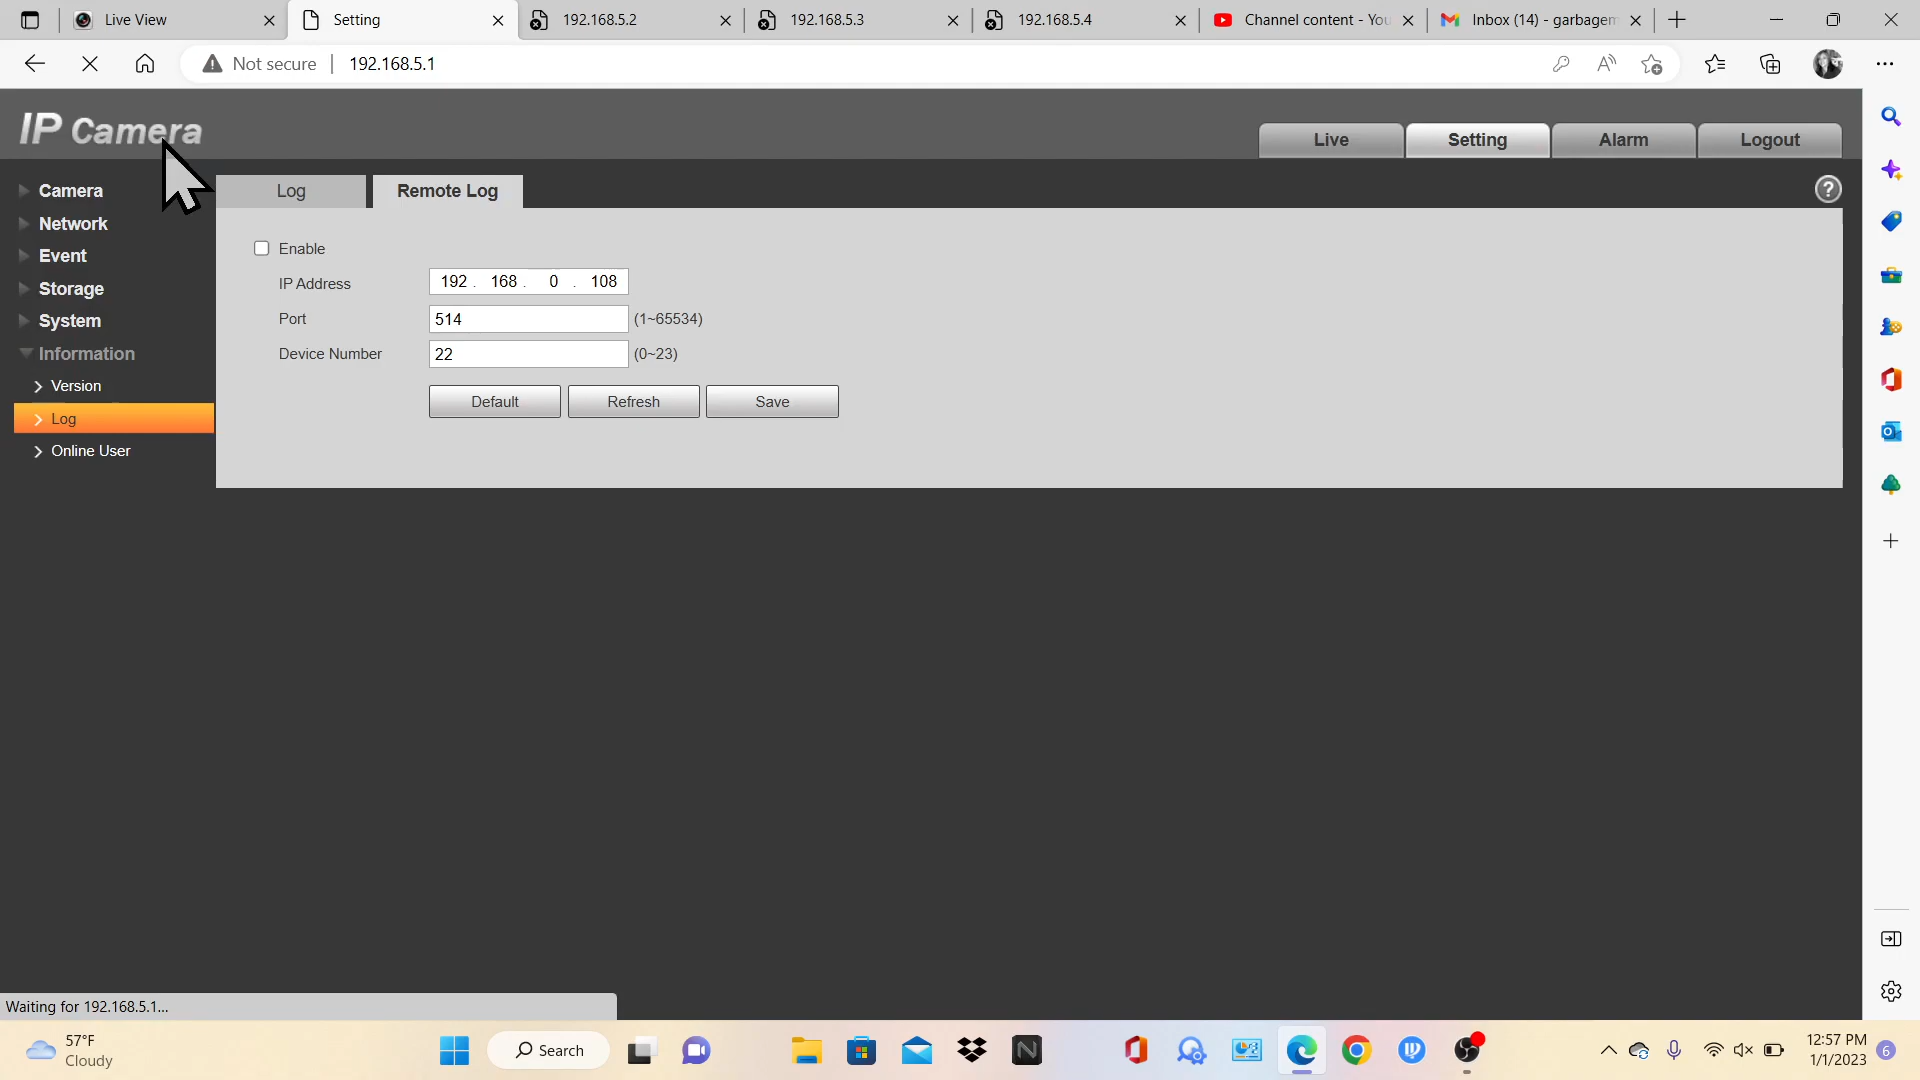 Live View
Setting
192.168.5.2
192.168.5.3
192.168.5.4
Channel content - You
Inbox (14) - garbagem
Not secure
192.168.5.1
IP Camera
Live
Setting
Alarm
Logout
Camera
Network
Event
Storage
System
Information
Version
Log
Online User
Log
Remote Log
Enable
IP Address 192. 168. 0 . 108
Port 514 (1~65534)
Device Number 22 (0~23)
Default
Refresh
Save
Waiting for 192.168.5.1...
57°F
Cloudy
Search
12:57 PM
1/1/2023
6